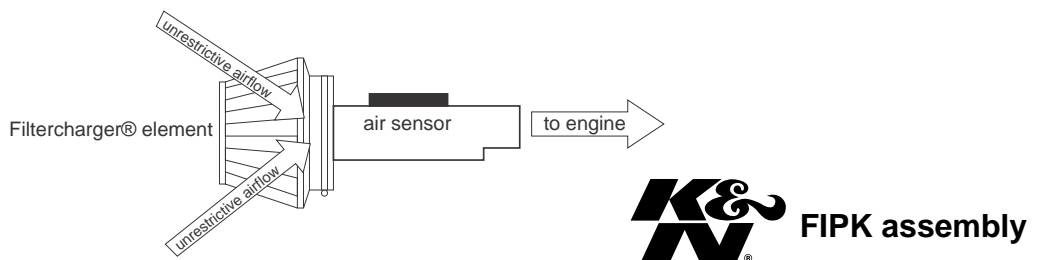 unrestrictive airflow
Filtercharger® element
air sensor
to engine
unrestrictive airflow
K&N® FIPK assembly